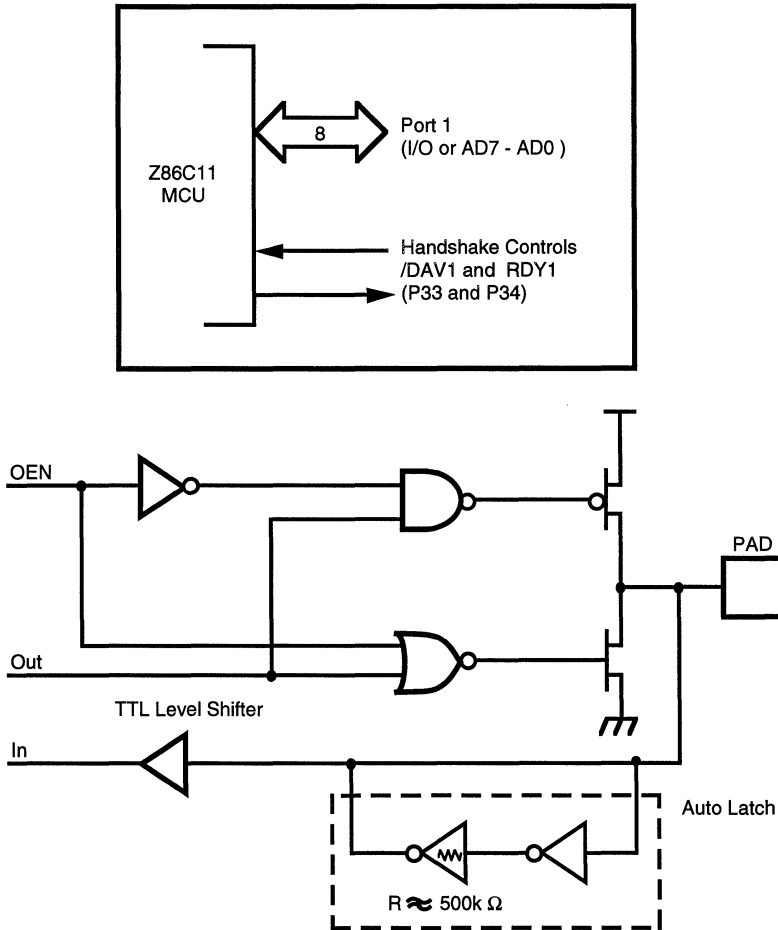 Z86C11
MCU
8
Port 1
(I/O or AD7 - AD0 )
Handshake Controls
/DAV1 and RDY1
(P33 and P34)
OEN
PAD
Out
TTL Level Shifter
In
Auto Latch
R ≈ 500k Ω